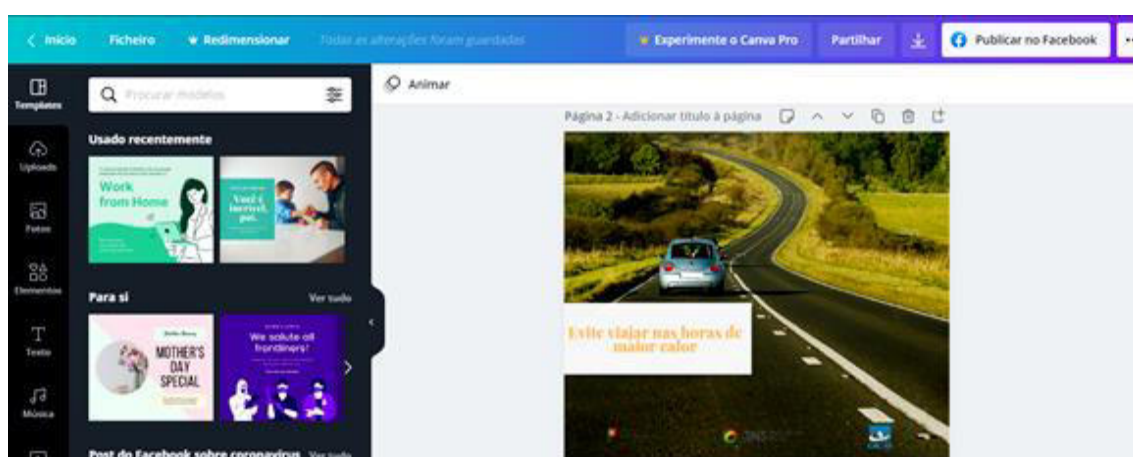 Início Ficheiro Redimensionar Todas as alterações foram guardadas Experimente o Canva Pro Partilhar Publicar no Facebook
Templates
Uploads
Fotos
Elementos
Texto
Música
Procurar modelos
Usado recentemente
Work
from Home
Você é
incrível,
pai.
Para si Ver tudo
MOTHER'S
DAY
SPECIAL
We salute all
frontliners!
Post do Facebook sobre coronavírus Ver tudo
Animar
Página 2 - Adicionar título à página
Evite viajar nas horas de
maior calor